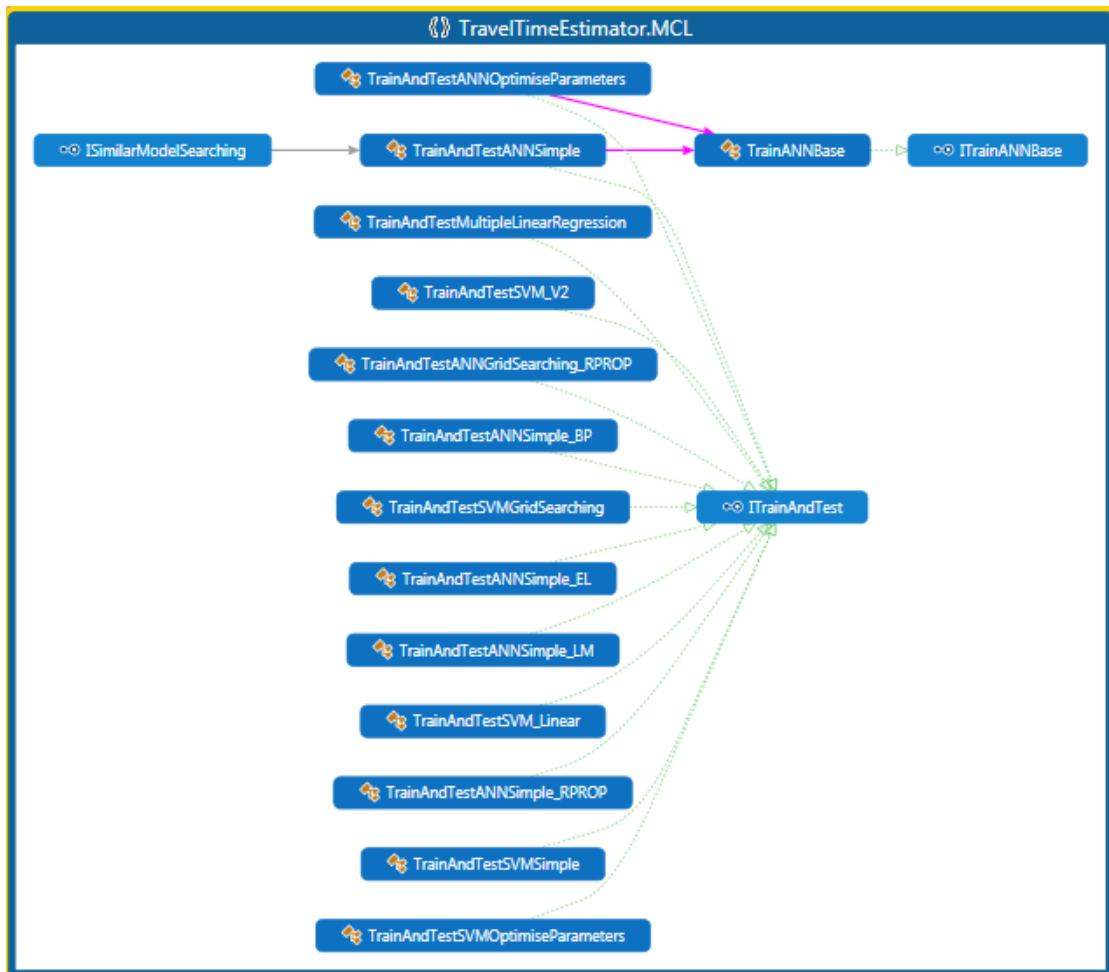 TravelTimeEstimator.MCL
TrainAndTestANNOptimiseParameters
ISimilarModelSearching
TrainAndTestANNSimple
TrainANNBase
ITrainANNBase
TrainAndTestMultipleLinearRegression
TrainAndTestSVM_V2
TrainAndTestANNGridSearching_RPROP
TrainAndTestANNSimple_BP
TrainAndTestSVMGridSearching
ITrainAndTest
TrainAndTestANNSimple_EL
TrainAndTestANNSimple_LM
TrainAndTestSVM_Linear
TrainAndTestANNSimple_RPROP
TrainAndTestSVMSimple
TrainAndTestSVMOptimiseParameters